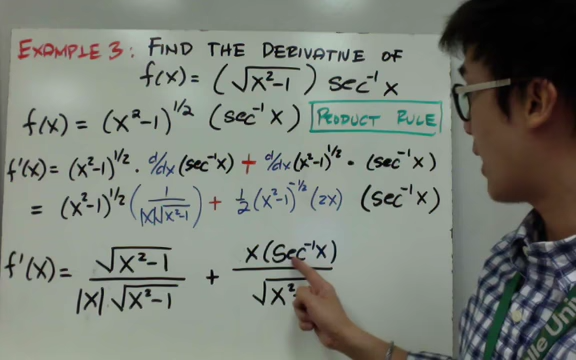 EXAMPLE 3: FIND THE DERIVATIVE OF
f(x) = (√(x²-1)) sec⁻¹ x
f(x) = (x²-1)^1/2 (sec⁻¹x) PRODUCT RULE
f'(x) = (x²-1)^1/2 · d/dx (sec⁻¹x) + d/dx (x²-1)^1/2 · (sec⁻¹x)
= (x²-1)^1/2 (1/(|x|√(x²-1))) + 1/2 (x²-1)^-1/2 (2x) (sec⁻¹x)
f'(x) = √(x²-1)/(|x|√(x²-1)) + x(sec⁻¹x)/√x²